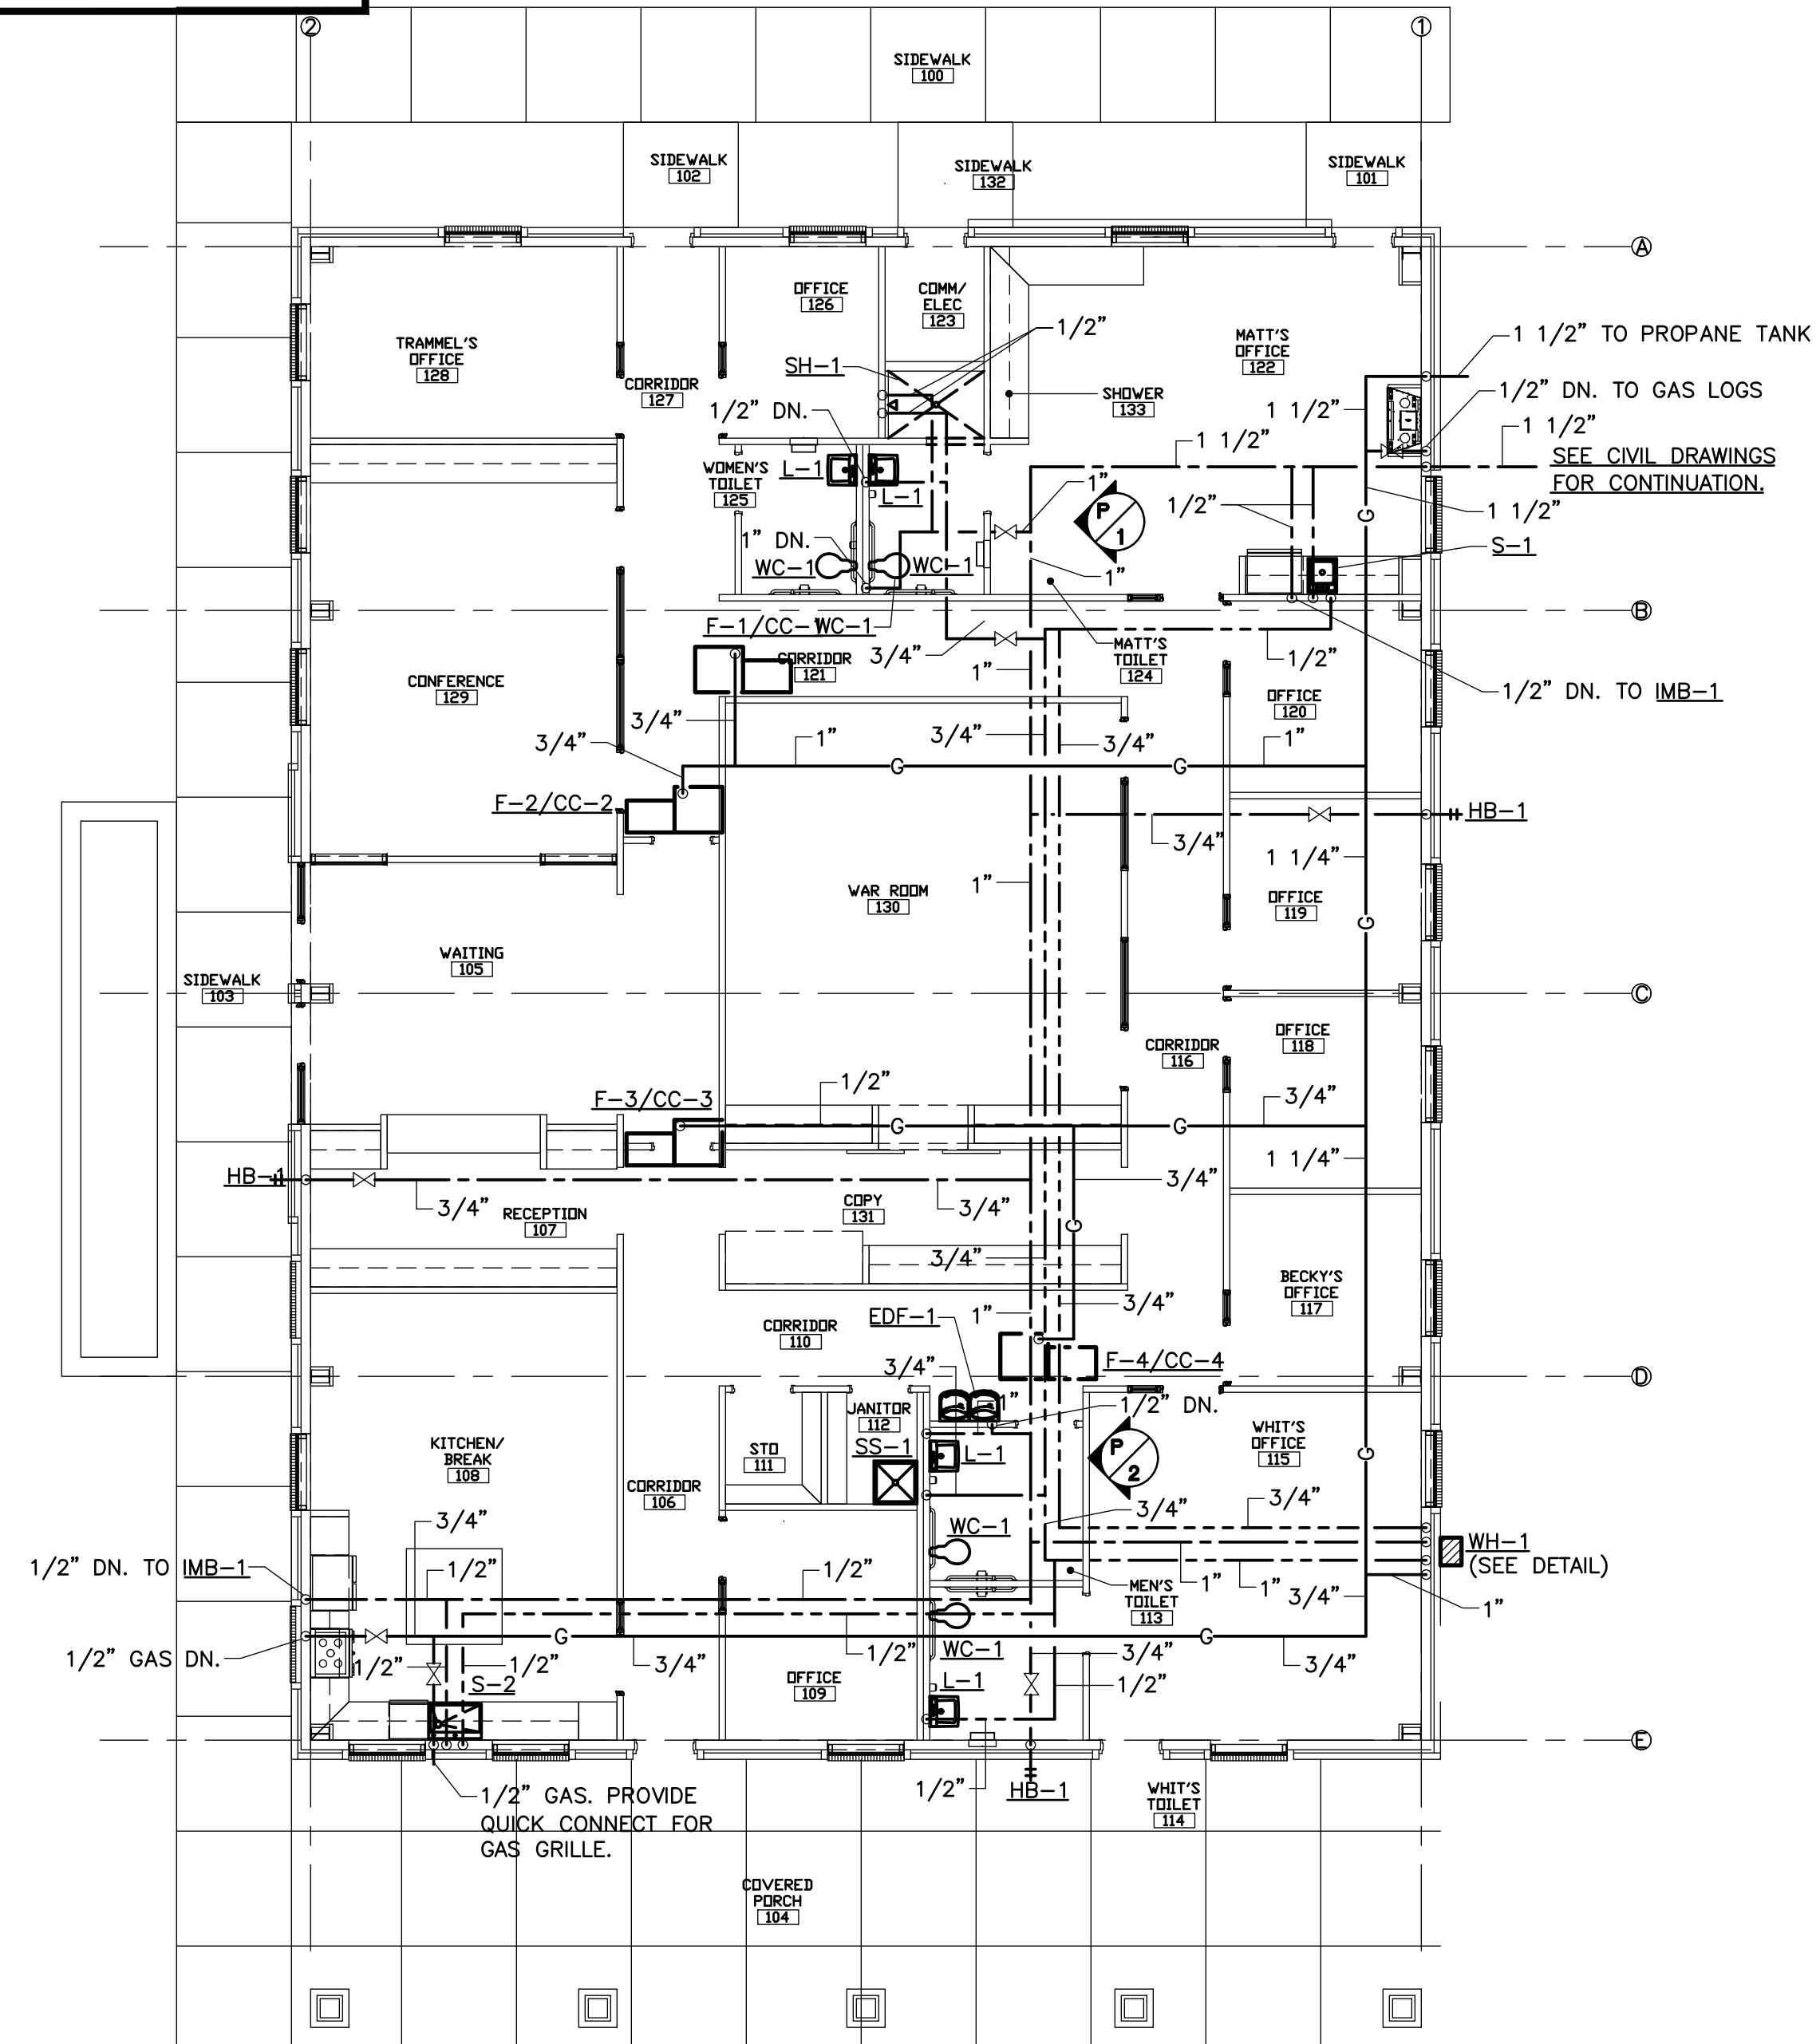 2
1
SIDEWALK
100
SIDEWALK
102
SIDEWALK
132
SIDEWALK
101
A
OFFICE
126
COMM/
ELEC
123
1/2"
MATT'S
OFFICE
122
1 1/2" TO PROPANE TANK
TRAMMEL'S
OFFICE
128
SH-1
CORRIDOR
127
SHOWER
133
1/2" DN. TO GAS LOGS
1/2" DN.
1 1/2"
1 1/2"
1 1/2"
SEE CIVIL DRAWINGS
FOR CONTINUATION.
WOMEN'S
TOILET
125
L-1
L-1
1"
P
1
1/2"
G
1 1/2"
S-1
1" DN.
WC-1
WC-1
1"
B
F-1/CC-1
WC-1
3/4"
MATT'S
TOILET
124
1/2"
CORRIDOR
121
1"
CONFERENCE
129
OFFICE
120
1/2" DN. TO IMB-1
3/4"
3/4"
1"
3/4"
3/4"
1"
G
G
F-2/CC-2
HB-1
3/4"
1 1/4"
WAR ROOM
130
1"
OFFICE
119
G
WAITING
105
SIDEWALK
103
C
OFFICE
118
CORRIDOR
116
1/2"
F-3/CC-3
3/4"
G
G
1 1/4"
HB-1
3/4"
3/4"
3/4"
COPY
131
RECEPTION
107
G
3/4"
BECKY'S
OFFICE
117
3/4"
1"
EDF-1
CORRIDOR
110
F-4/CC-4
3/4"
D
1"
1/2" DN.
JANITOR
112
SS-1
L-1
P
2
WHIT'S
OFFICE
115
KITCHEN/
BREAK
108
STO
111
G
CORRIDOR
106
3/4"
3/4"
3/4"
WC-1
WH-1
(SEE DETAIL)
1/2" DN. TO IMB-1
1/2"
1/2"
MEN'S
TOILET
113
1"
1"
3/4"
1"
G
G
1/2" GAS DN.
1/2"
1/2"
3/4"
1/2"
WC-1
3/4"
3/4"
S-2
OFFICE
109
L-1
1/2"
E
1/2"
HB-1
1/2" GAS. PROVIDE
QUICK CONNECT FOR
GAS GRILLE.
WHIT'S
TOILET
114
COVERED
PORCH
104